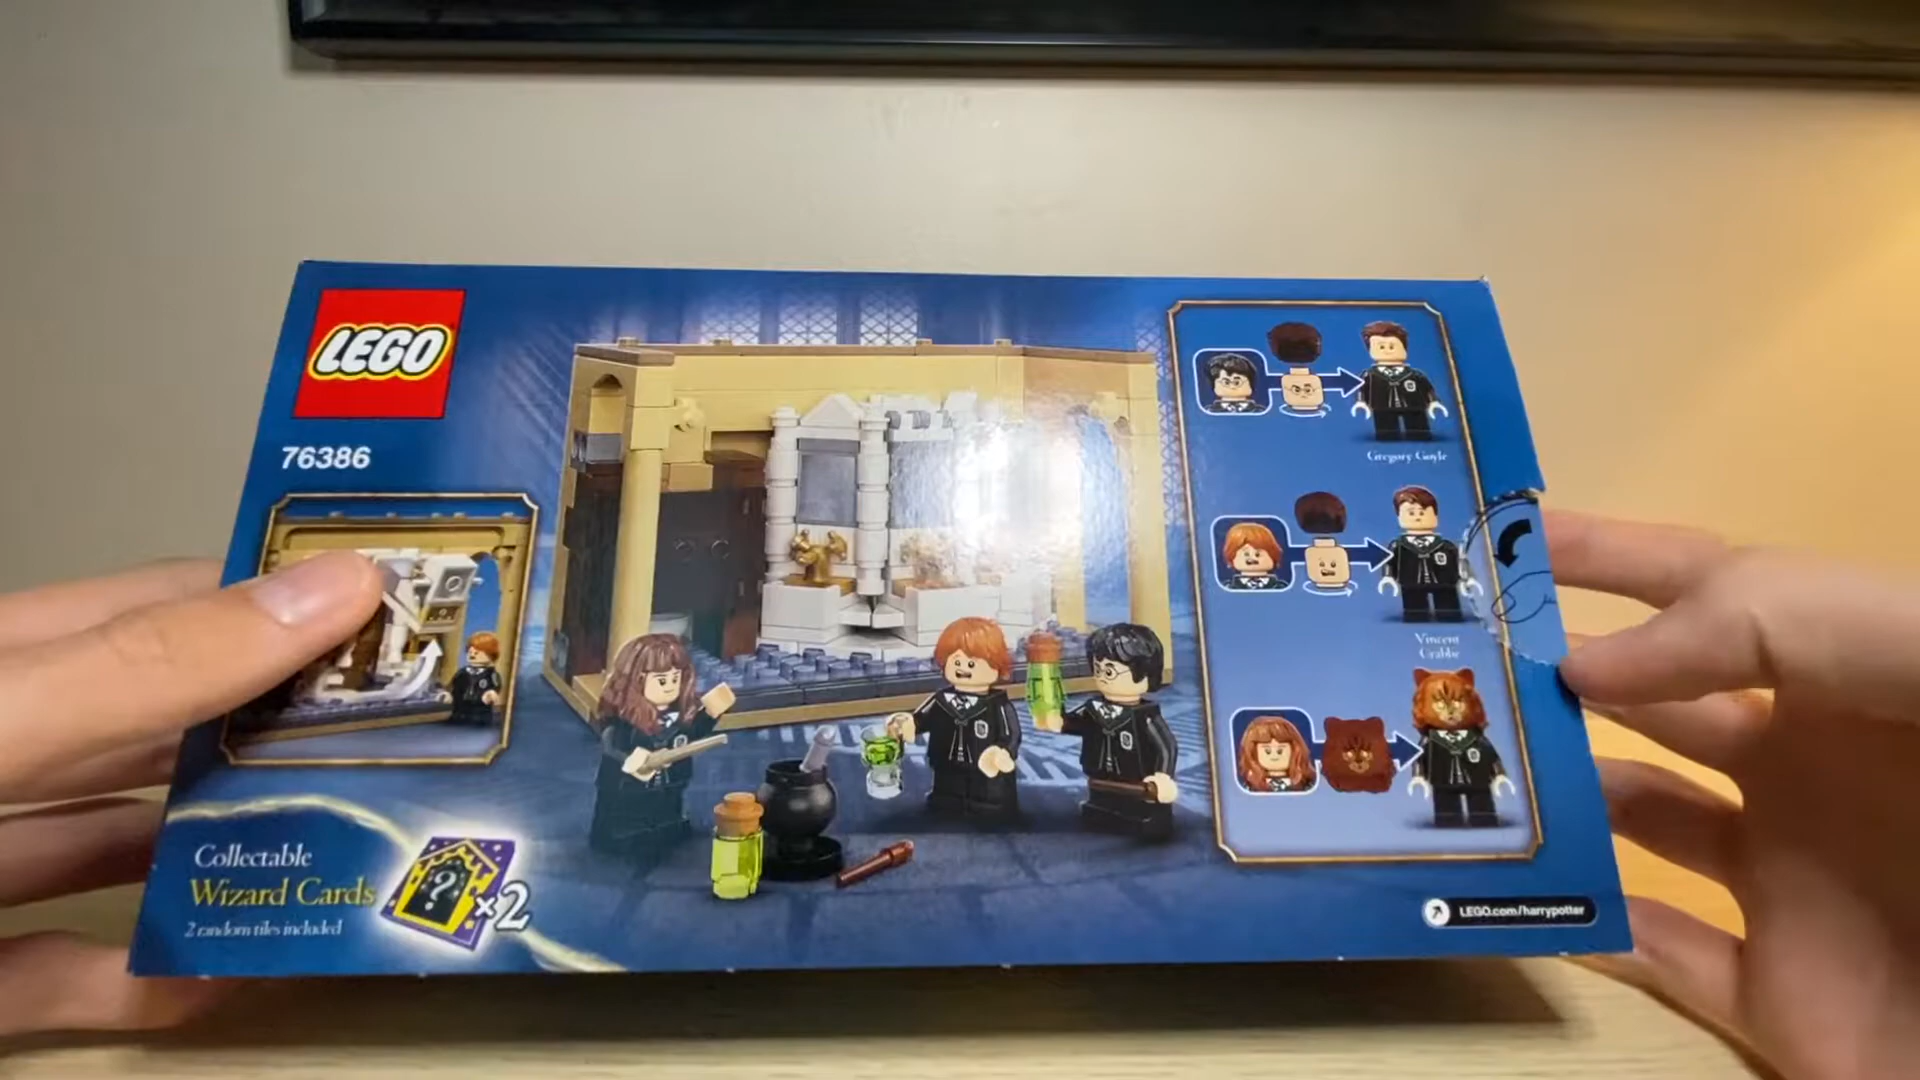 LEGO
76386
Gregory Goyle
Vincent
Crabbe
Collectable
Wizard Cards
2 random tiles included
?
×2
LEGO.com/harrypotter